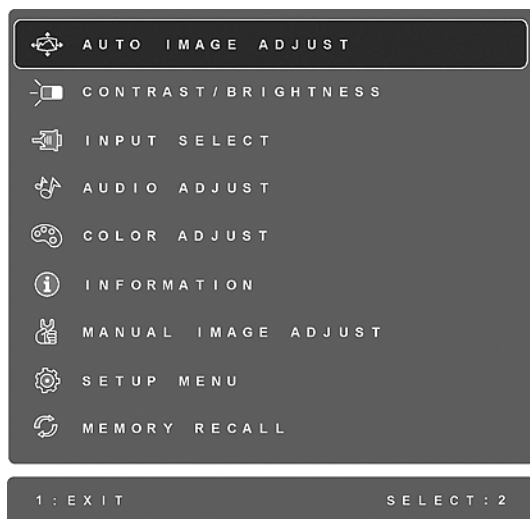 AUTO IMAGE ADJUST
CONTRAST/BRIGHTNESS
INPUT SELECT
AUDIO ADJUST
COLOR ADJUST
INFORMATION
MANUAL IMAGE ADJUST
SETUP MENU
MEMORY RECALL
1:EXIT SELECT:2